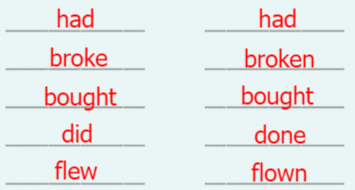 had had
broke broken
bought bought
did done
flew flown